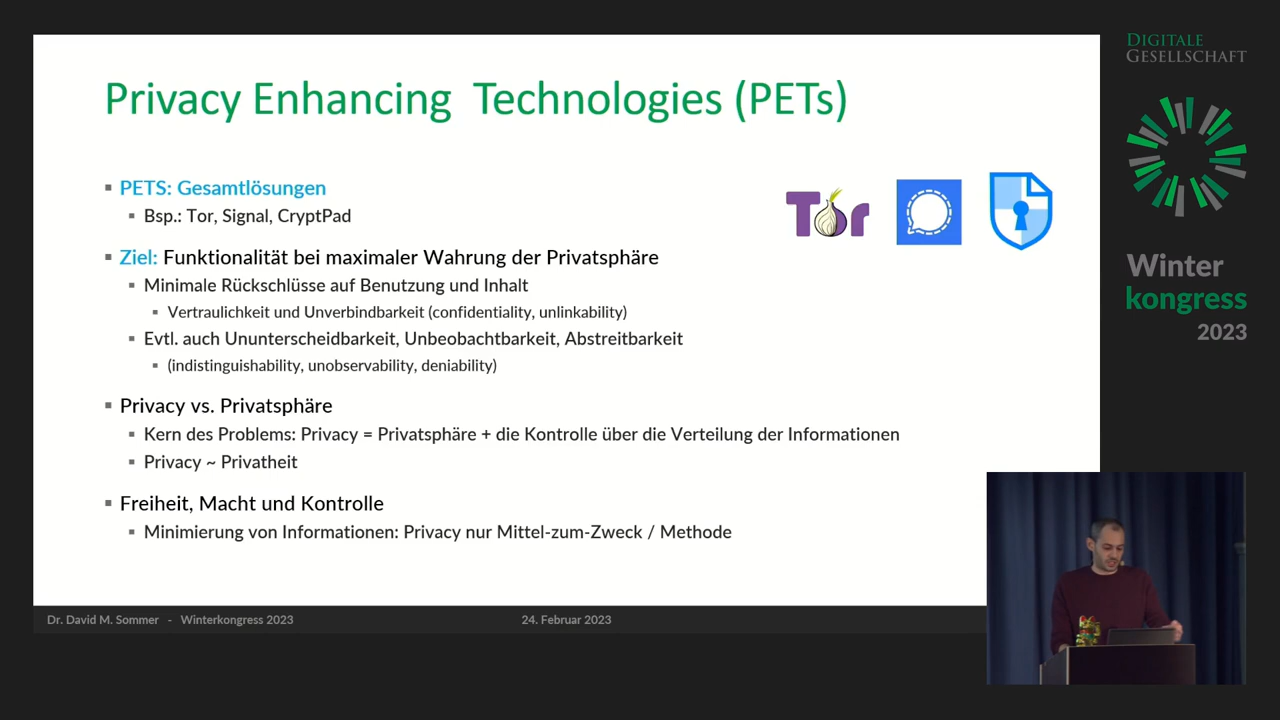 Privacy Enhancing Technologies (PETs)
PETS: Gesamtlösungen
Bsp.: Tor, Signal, CryptPad
Tor
Ziel: Funktionalität bei maximaler Wahrung der Privatsphäre
Minimale Rückschlüsse auf Benutzung und Inhalt
Vertraulichkeit und Unverbindbarkeit (confidentiality, unlinkability)
Evtl. auch Ununterscheidbarkeit, Unbeobachtbarkeit, Abstreitbarkeit
(indistinguishability, unobservability, deniability)
Privacy vs. Privatsphäre
Kern des Problems: Privacy = Privatsphäre + die Kontrolle über die Verteilung der Informationen
Privacy ~ Privatheit
Freiheit, Macht und Kontrolle
Minimierung von Informationen: Privacy nur Mittel-zum-Zweck / Methode
Dr. David M. Sommer - Winterkongress 2023
24. Februar 2023
DIGITALE
GESELLSCHAFT
Winter
kongress
2023